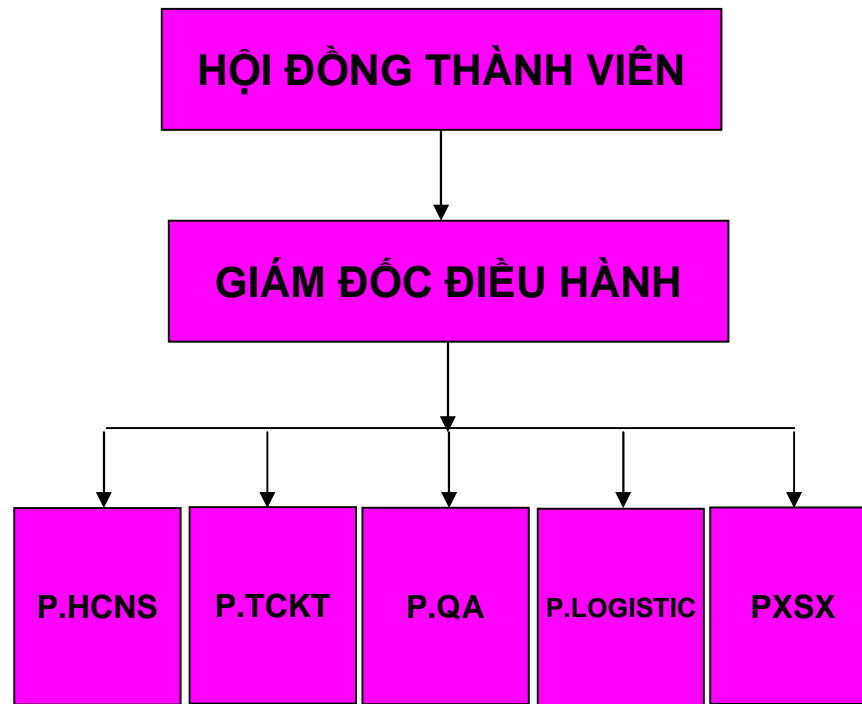 HỘI ĐỒNG THÀNH VIÊN
GIÁM ĐỐC ĐIỀU HÀNH
P.HCNS
P.TCKT
P.QA
P.LOGISTIC
PXSX